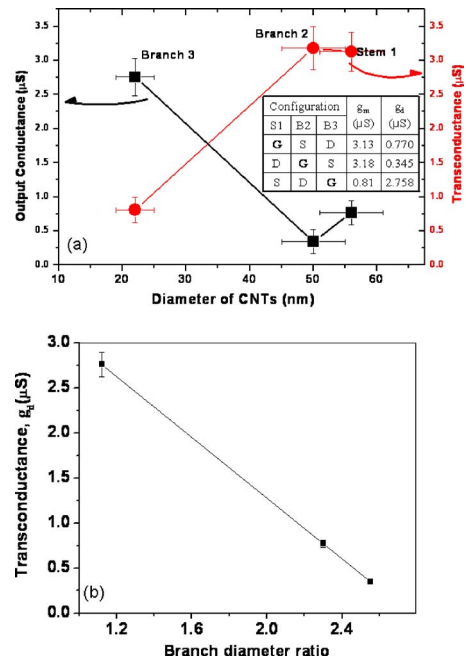 Branch 3
Branch 2
Stem 1
Output Conductance (μS)
Transconductance (μS)
3.5
3.0
2.5
2.0
1.5
1.0
0.5
0.0
3.5
3.0
2.5
2.0
1.5
1.0
0.5
0.0
Configuration gm (μS) gd (μS)
S1 B2 B3
G S D 3.13 0.770
D G S 3.18 0.345
S D G 0.81 2.758
(a)
10 20 30 40 50 60
Diameter of CNTs (nm)
Transconductance, gd(μS)
3.0
2.5
2.0
1.5
1.0
0.5
0.0
(b)
1.2 1.6 2.0 2.4
Branch diameter ratio